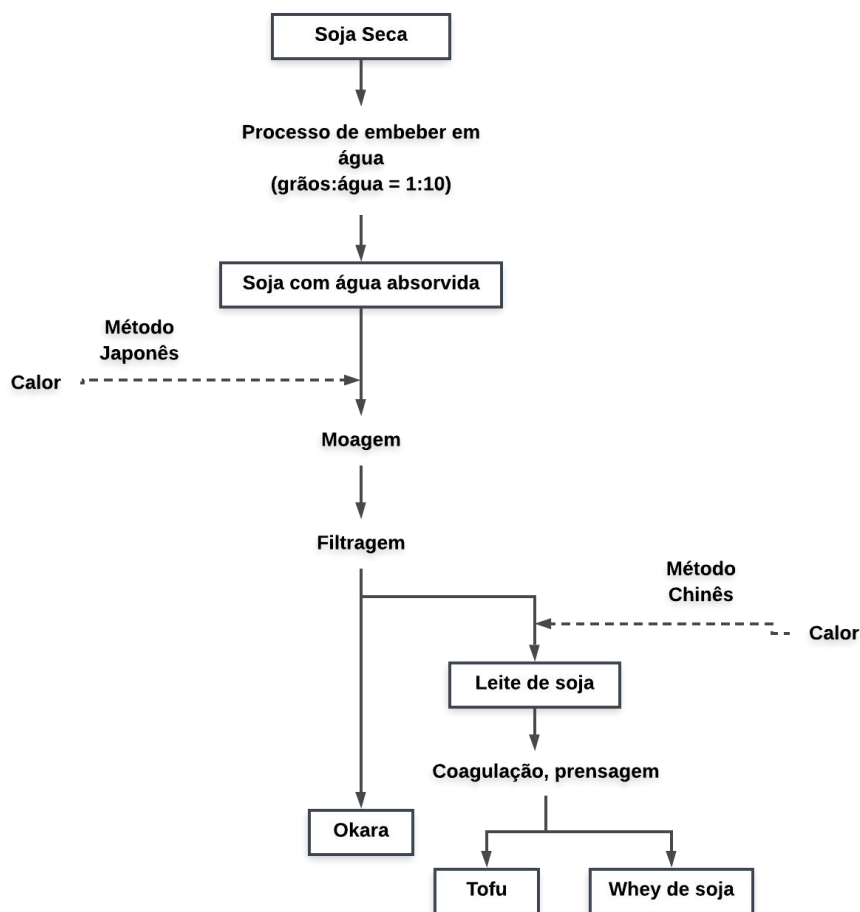 Soja Seca
Processo de embeber em
água
(grãos:água = 1:10)
Soja com água absorvida
Método
Japonês
Calor
Moagem
Filtragem
Método
Chinês
Calor
Leite de soja
Coagulação, prensagem
Okara
Tofu
Whey de soja